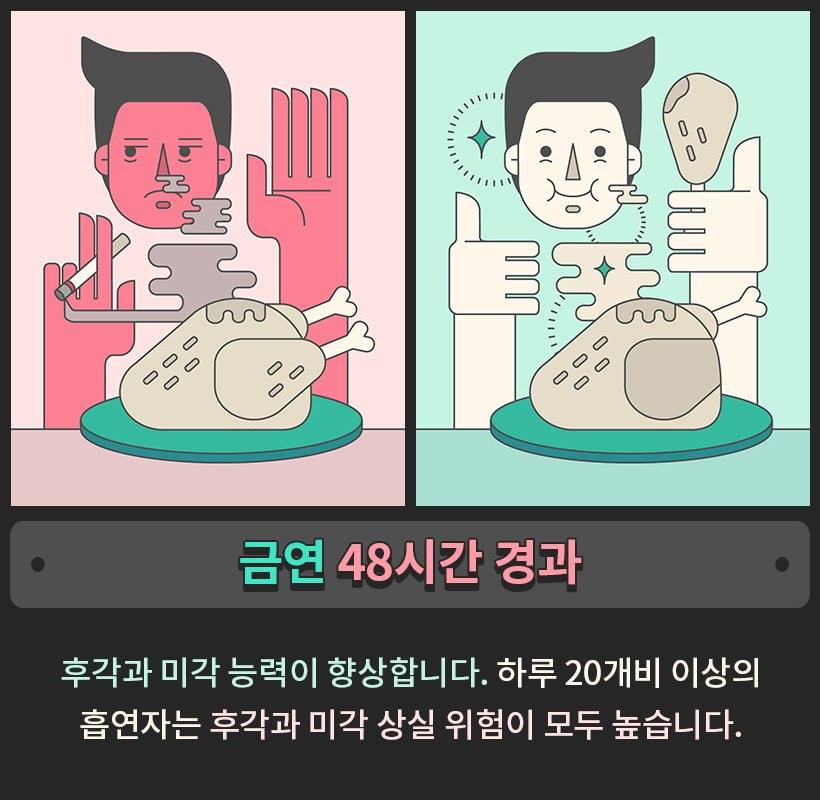 금연 48시간 경과
후각과 미각 능력이 향상합니다. 하루 20개비 이상의
흡연자는 후각과 미각 상실 위험이 모두 높습니다.